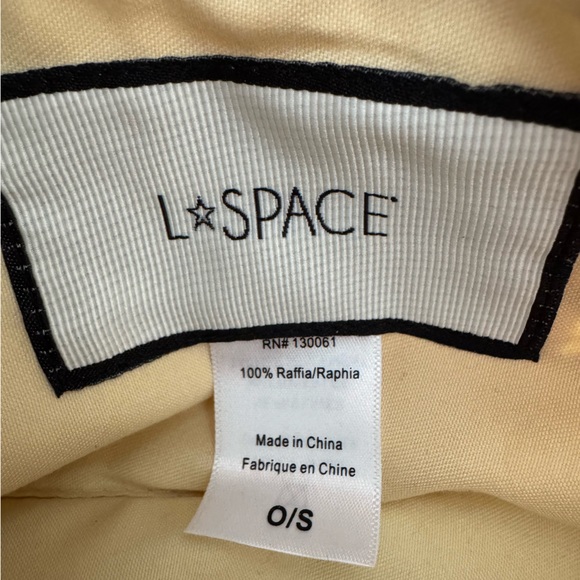 L☆SPACE
RN# 130061
100% Raffia/Raphia
Made in China
Fabrique en Chine
O/S